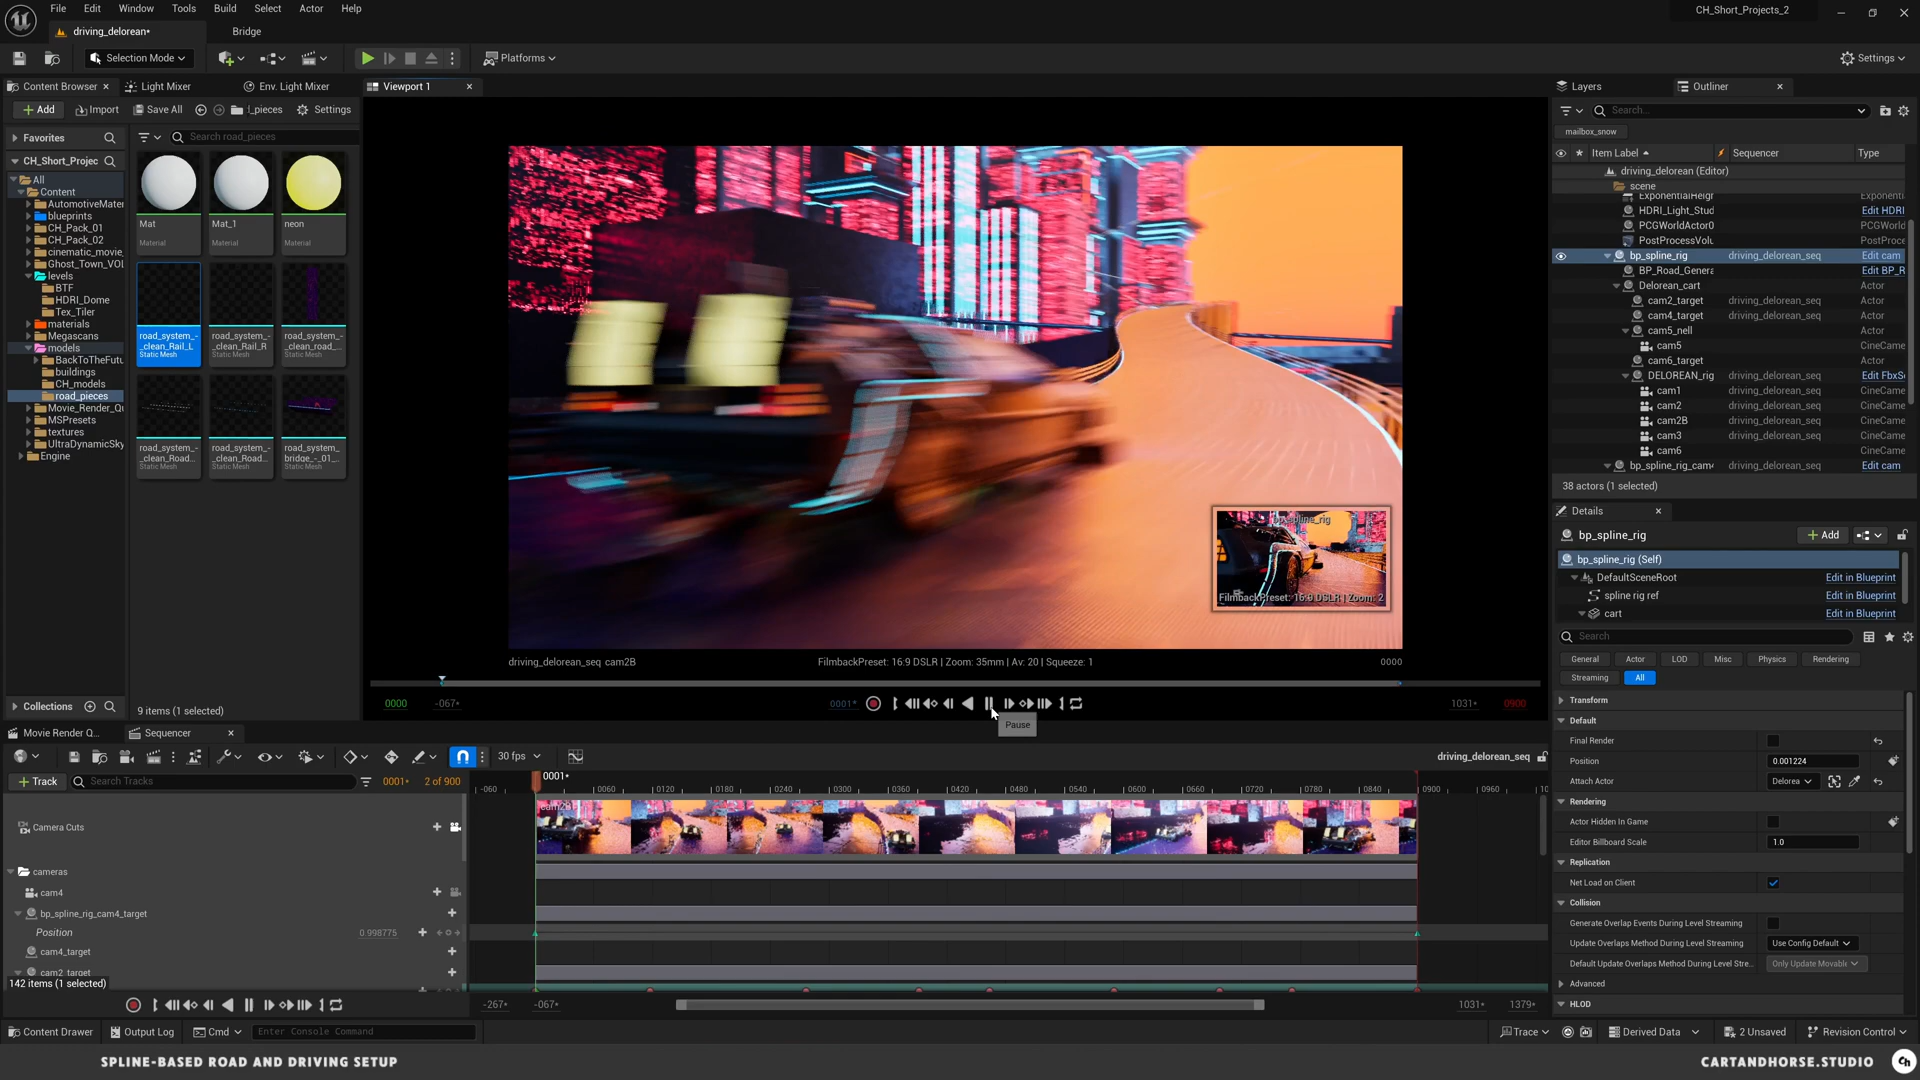 File Edit Window Tools Build Select Actor Help
CH_Short_Projects_2
driving_delorean•
Bridge
Selection Mode
Platforms
Settings
Content Browser
Light Mixer
Env. Light Mixer
Viewport 1
Layers
Outliner
Add
Import
Save All
_pieces
Settings
Search...
Favorites
Search road_pieces
mailbox_snow
CH_Short_Projec
Item Label
Sequencer
Type
All
Content
AutomotiveMater
blueprints
CH_Pack_01
CH_Pack_02
cinematic_movie_
Ghost_Town_VOL
levels
BTF
HDRI_Dome
Tex_Tiler
materials
Megascans
models
BackToTheFutu
buildings
CH_models
road_pieces
Movie_Render_Qu
MSPresets
textures
UltraDynamicSky
Engine
Mat
Material
Mat_1
Material
neon
Material
road_system_-
_clean_Rail_L
Static Mesh
road_system_-
_clean_Rail_R
Static Mesh
road_system_-
_clean_road_...
Static Mesh
road_system_-
_clean_Road...
Static Mesh
road_system_-
_clean_Road...
Static Mesh
road_system_
bridge_-_01_...
Static Mesh
Collections
9 items (1 selected)
driving_delorean (Editor)
scene
ExponentialHeigh
Exponenti
HDRI_Light_Stud
Edit HDRI
PCGWorldActor0
PCGWorld
PostProcessVolu
PostProce
bp_spline_rig driving_delorean_seq Edit cam
BP_Road_Genera
Edit BP_R
Delorean_cart
Actor
cam2_target driving_delorean_seq Actor
cam4_target driving_delorean_seq Actor
cam5_nell
Actor
cam5 driving_delorean_seq CineCame
cam6_target
Actor
DELOREAN_rig driving_delorean_seq Edit FbxS
cam1 driving_delorean_seq CineCame
cam2 driving_delorean_seq CineCame
cam2B driving_delorean_seq CineCame
cam3 driving_delorean_seq CineCame
cam6
CineCame
bp_spline_rig_cam4 driving_delorean_seq Edit cam
38 actors (1 selected)
bp_spline_rig
FilmbackPreset: 16:9 DSLR | Zoom: 2
driving_delorean_seq cam2B
FilmbackPreset: 16:9 DSLR | Zoom: 35mm | Av: 20 | Squeeze: 1
0000
0000
-067•
0001•
1031•
0900
Pause
Details
bp_spline_rig
Add
bp_spline_rig (Self)
DefaultSceneRoot
Edit in Blueprint
spline rig ref
Edit in Blueprint
cart
Edit in Blueprint
Search
General Actor LOD Misc Physics Rendering
Streaming All
Transform
Default
Final Render
Position
0.001224
Attach Actor
Delorea
Rendering
Actor Hidden In Game
Editor Billboard Scale
1.0
Replication
Net Load on Client
Collision
Generate Overlap Events During Level Streaming
Update Overlaps Method During Level Streaming
Use Config Default
Default Update Overlaps Method During Level Stre...
Only Update Movable
Advanced
HLOD
Movie Render Q...
Sequencer
30 fps
driving_delorean_seq
Track
Search Tracks
0001•
2 of 900
0001•
-060 0060 0120 0180 0240 0300 0360 0420 0480 0540 0600 0660 0720 0780 0840 0900 0960
Camera Cuts
cameras
cam4
bp_spline_rig_cam4_target
Position
0.998775
cam4_target
cam2_target
142 items (1 selected)
-267•
-067•
1031•
1379•
Content Drawer
Output Log
Cmd
Enter Console Command
Trace
Derived Data
2 Unsaved
Revision Control
SPLINE-BASED ROAD AND DRIVING SETUP
CARTANDHORSE.STUDIO